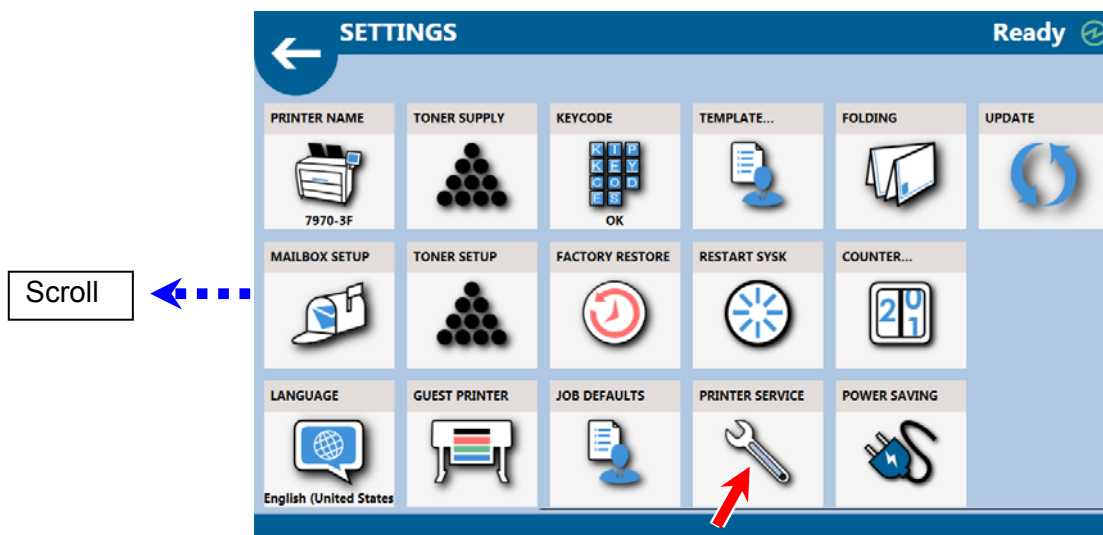 SETTINGS
Ready
PRINTER NAME
TONER SUPPLY
KEYCODE
TEMPLATE...
FOLDING
UPDATE
K I P
K E Y
C O D
E S
7970-3F
OK
Scroll
MAILBOX SETUP
TONER SETUP
FACTORY RESTORE
RESTART SYSK
COUNTER...
2 0
1
LANGUAGE
GUEST PRINTER
JOB DEFAULTS
PRINTER SERVICE
POWER SAVING
English (United States